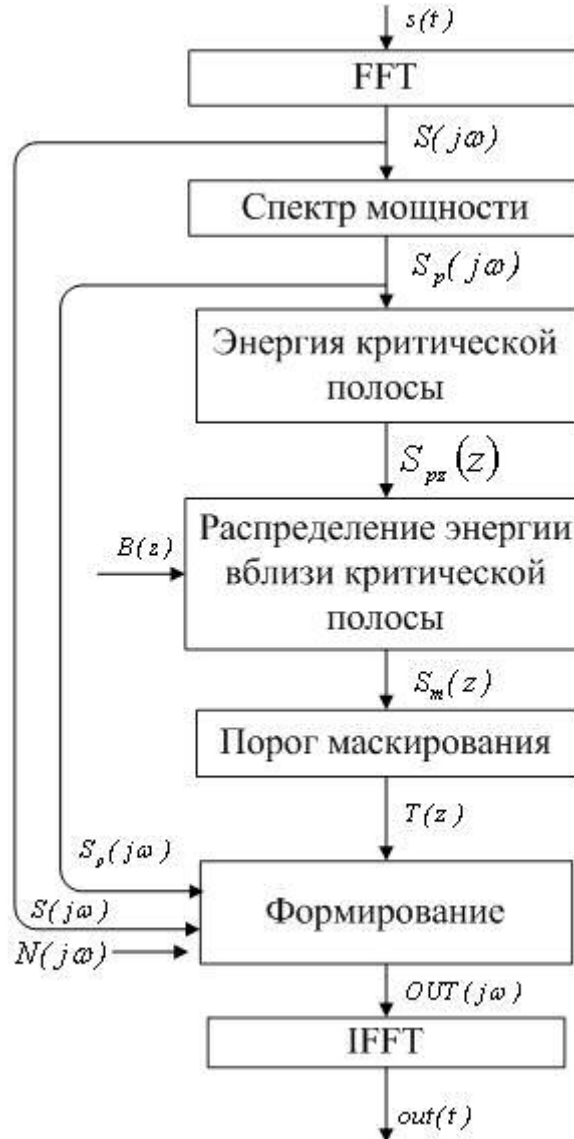 s(t)
FFT
S(jω)
Спектр мощности
S_p(jω)
Энергия критической
полосы
S_pz(z)
Распределение энергии
вблизи критической
полосы
B(z)
S_m(z)
Порог маскирования
T(z)
S_p(jω)
S(jω)
N(jω)
Формирование
OUT(jω)
IFFT
out(t)